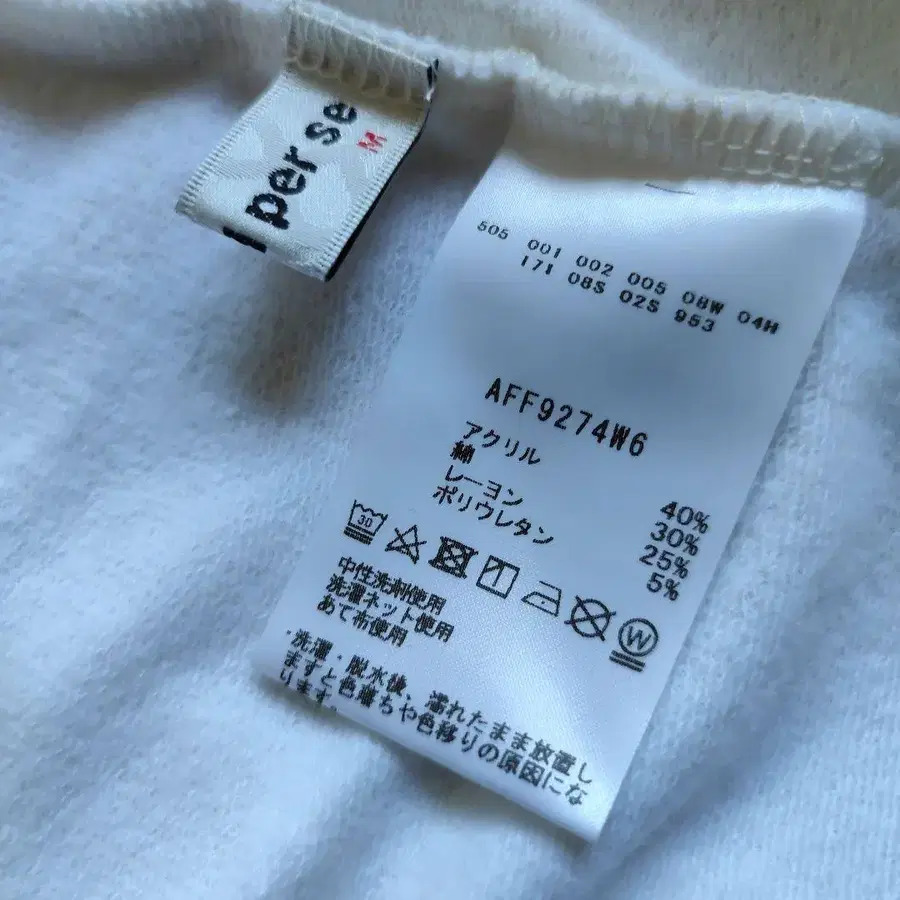 per se
M
505 001 002 005 08W 04H
171 08S 02S 953
AFF9274W6
アクリル 40%
綿 30%
レーヨン 25%
ポリウレタン 5%
30
W
中性洗剤使用
洗濯ネット使用
あて布使用
・洗濯・脱水後、濡れたまま放置し
ますと色落ちや色移りの原因にな
ります。